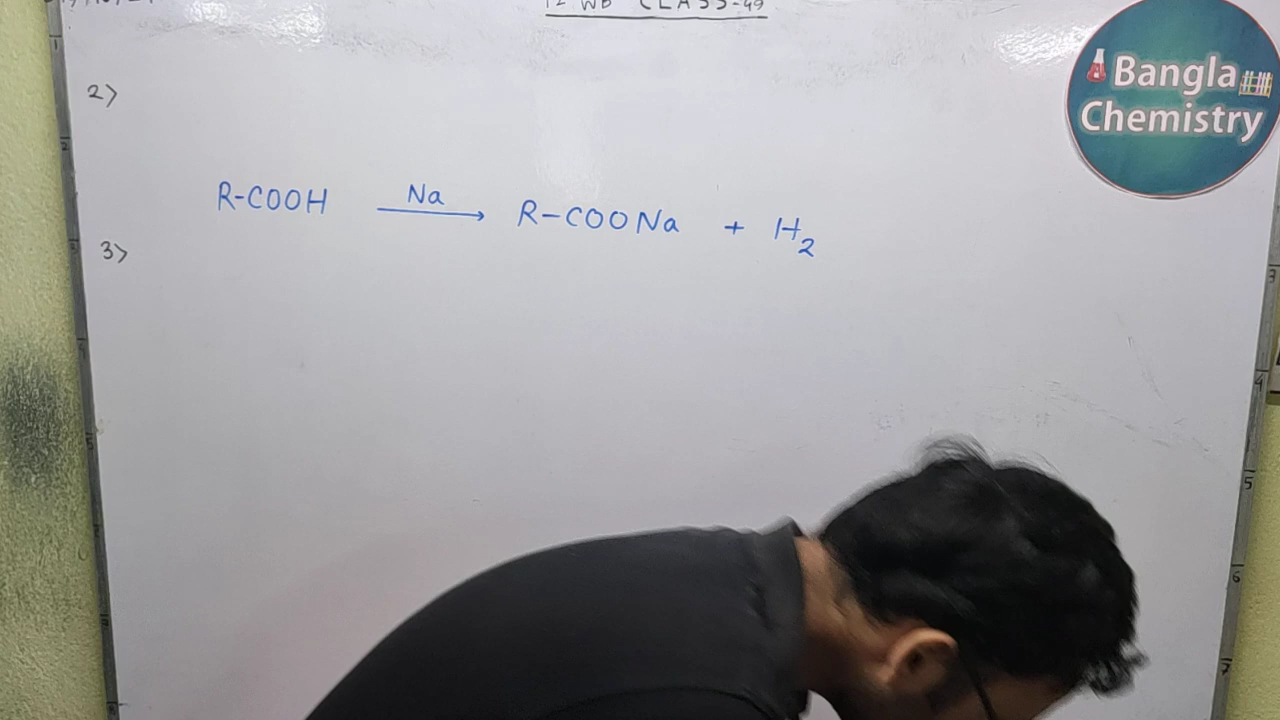 12 WB CLASS-49
Bangla
Chemistry
2>
R-COOH Na→ R-COONa + H₂
3>